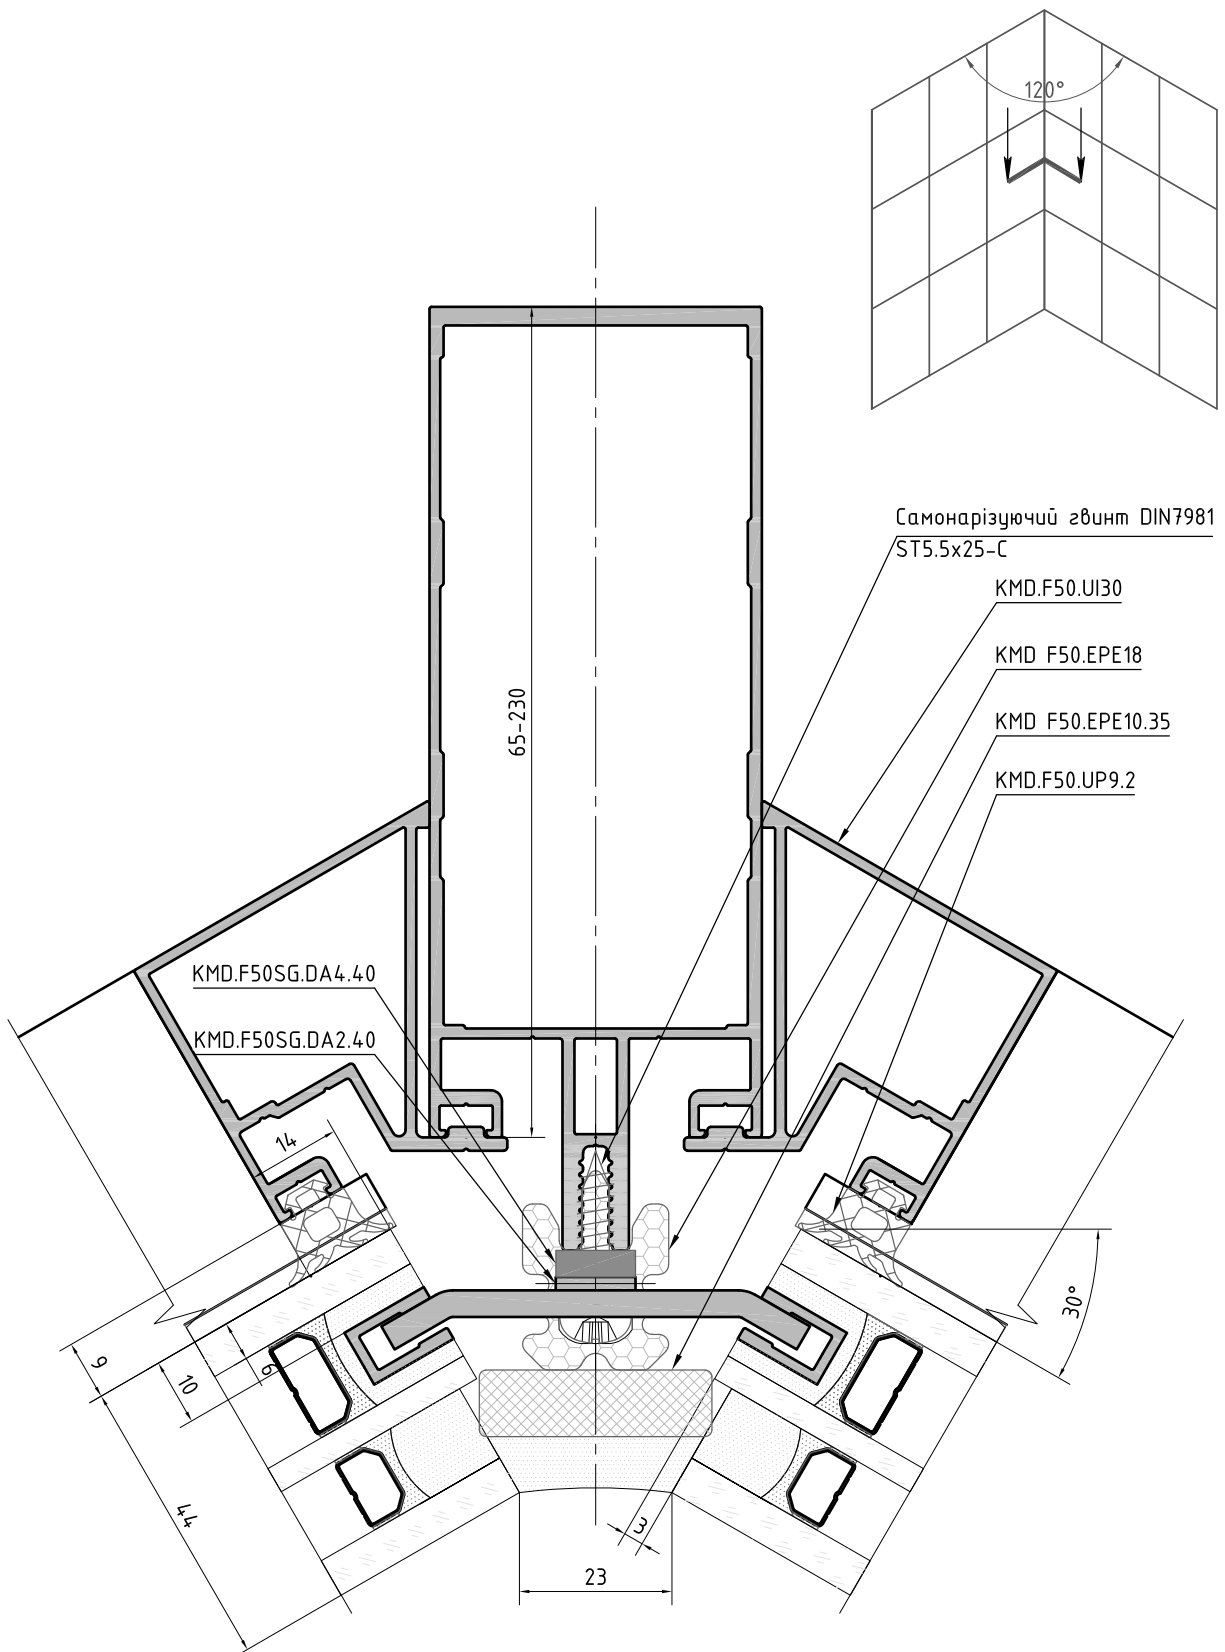 120°
Самонарізуючий гвинт DIN7981
ST5.5x25-C
KMD.F50.UI30
KMD F50.EPE18
KMD F50.EPE10.35
KMD.F50.UP9.2
65-230
KMD.F50SG.DA4.40
KMD.F50SG.DA2.40
14
30°
9
10
6
44
3
23